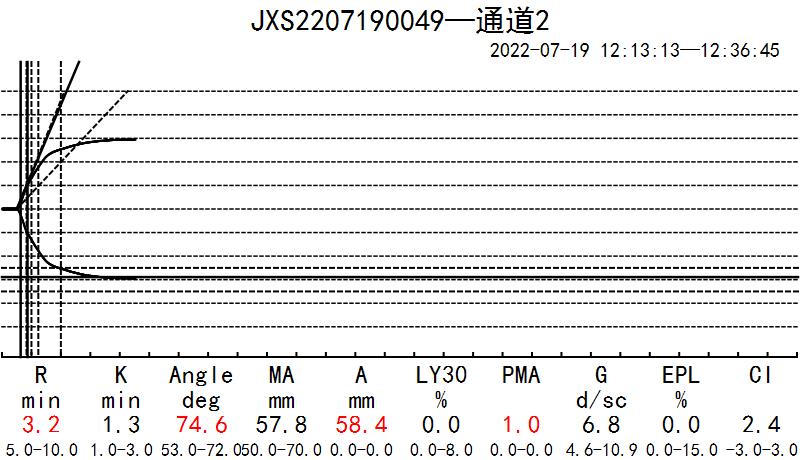 JXS2207190049—通道2
2022-07-19 12:13:13—12:36:45
R K Angle MA A LY30 PMA G EPL CI
min min deg mm mm % d/sc %
3.2 1.3 74.6 57.8 58.4 0.0 1.0 6.8 0.0 2.4
5.0-10.0 1.0-3.0 53.0-72.0 50.0-70.0 0.0-0.0 0.0-8.0 0.0-0.0 4.6-10.9 0.0-15.0 -3.0-3.0